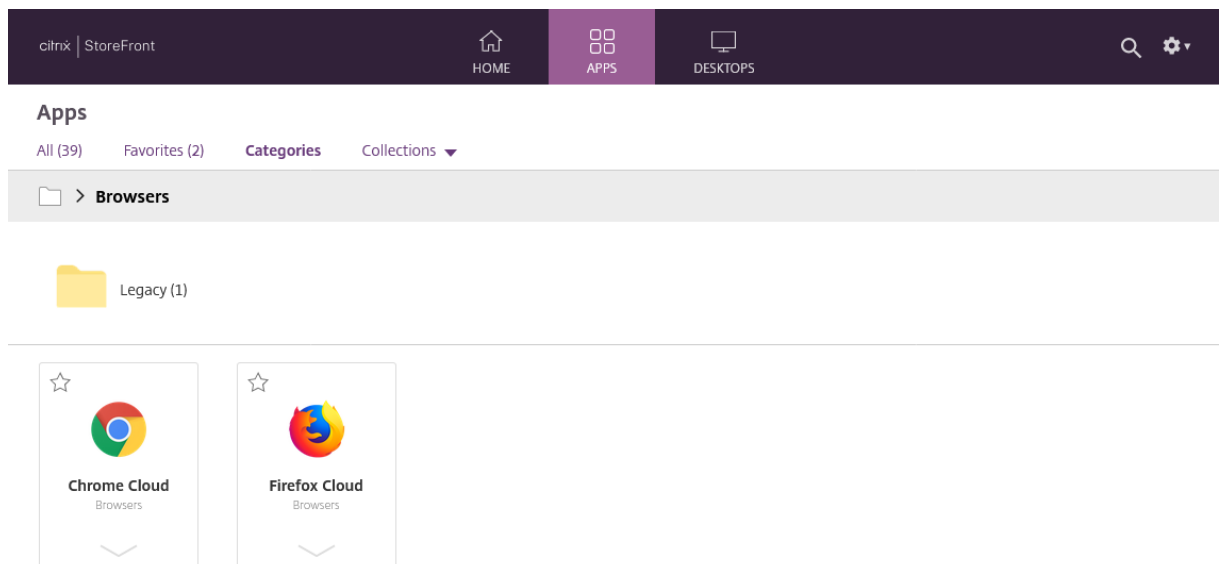 citrix | StoreFront
HOME
APPS
DESKTOPS
Apps
All (39) Favorites (2) Categories Collections
> Browsers
Legacy (1)
Chrome Cloud
Browsers
Firefox Cloud
Browsers